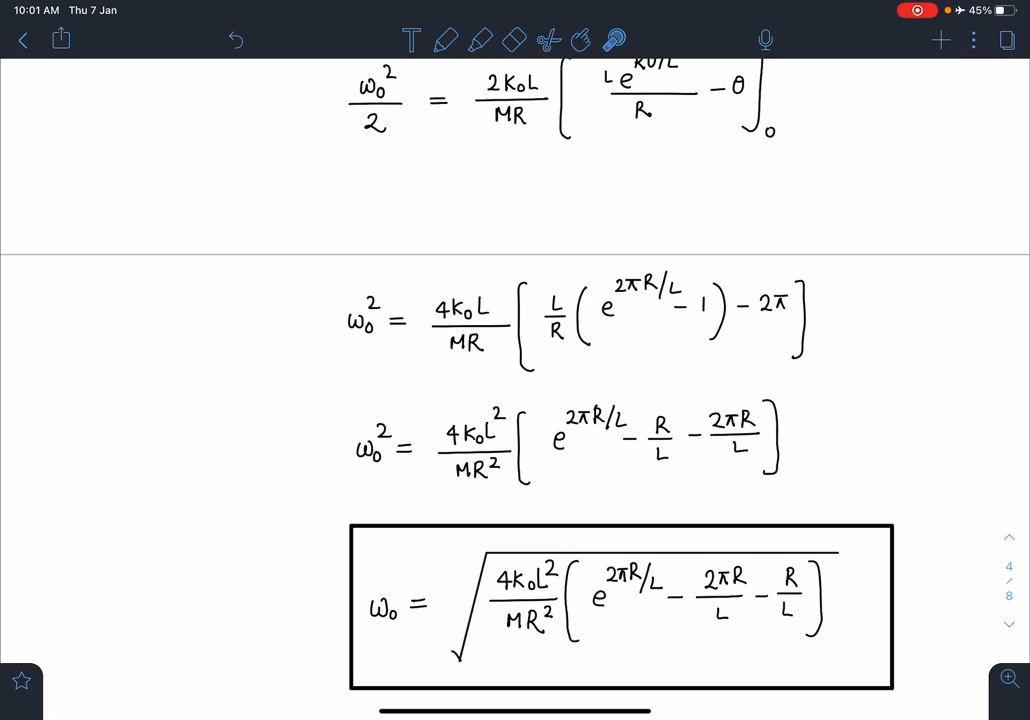 10:01 AM Thu 7 Jan 45%
T
ω₀²/2 = 2K₀L/MR [ L e^(Rθ/L)/R − θ ]₀
ω₀² = 4K₀L/MR [ L/R ( e^(2πR/L) − 1 ) − 2π ]
ω₀² = 4K₀L²/MR² [ e^(2πR/L) − R/L − 2πR/L ]
ω₀ = √( 4K₀L²/MR² ( e^(2πR/L) − 2πR/L − R/L ) )
4/8